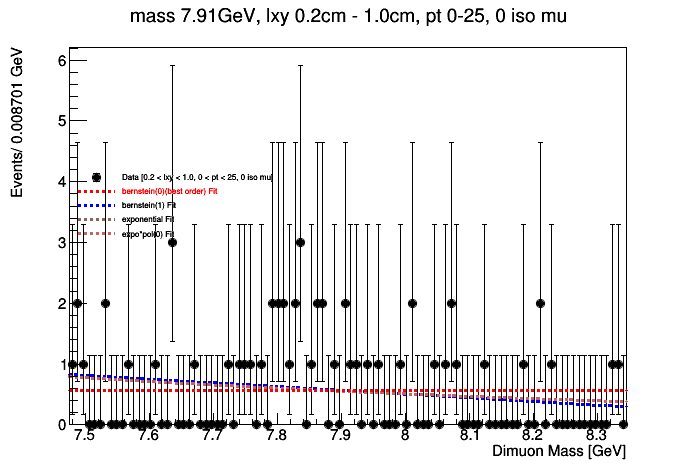 mass 7.91GeV, lxy 0.2cm - 1.0cm, pt 0-25, 0 iso mu
Events/ 0.008701 GeV
6
5
4
3
2
1
0
Data [0.2 < lxy < 1.0, 0 < pt < 25, 0 iso mu]
bernstein(0)(best order) Fit
bernstein(1) Fit
exponential Fit
expo*pol(0) Fit
7.5 7.6 7.7 7.8 7.9 8 8.1 8.2 8.3
Dimuon Mass [GeV]